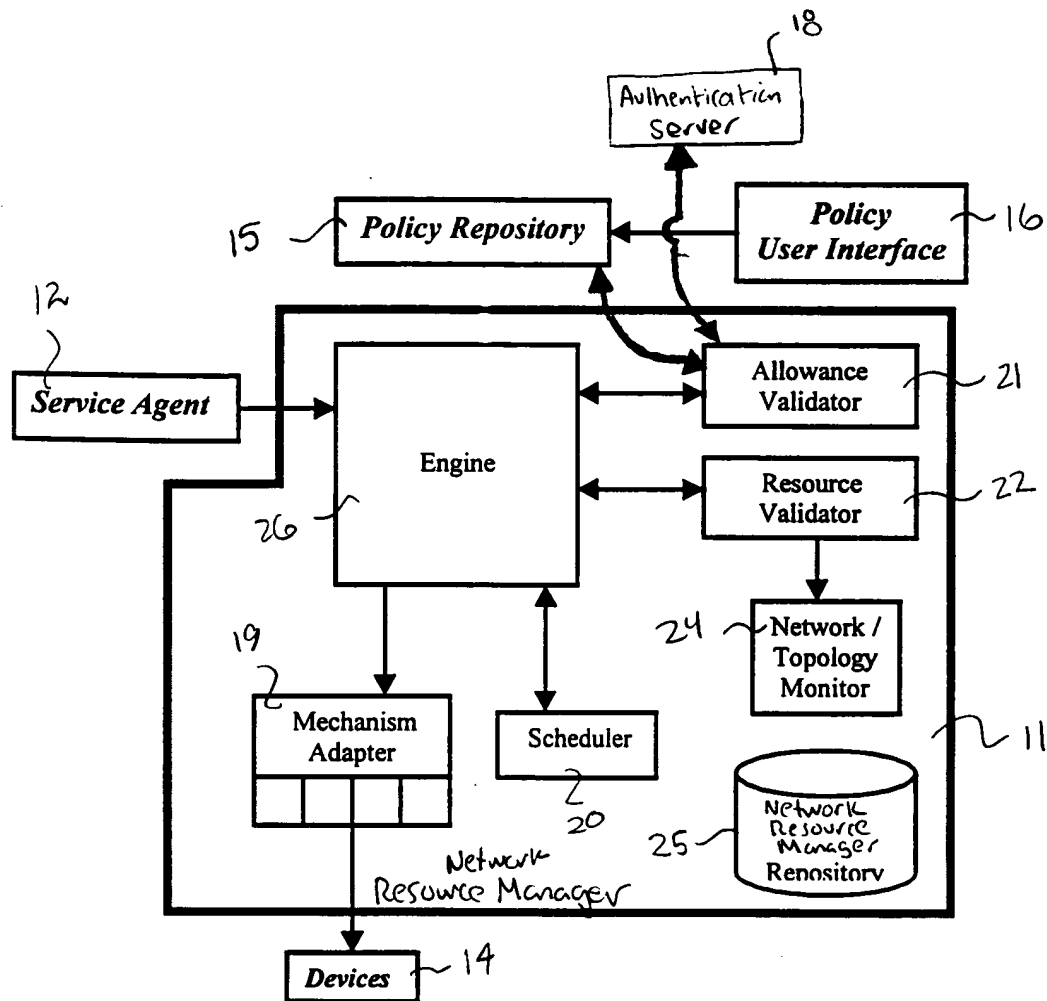 18
Authentication
Server
15
Policy Repository
Policy
User Interface
16
12
Service Agent
Engine
26
Allowance
Validator
21
Resource
Validator
22
24
Network /
Topology
Monitor
19
Mechanism
Adapter
Scheduler
20
11
25
Network
Resource
Manager
Repository
Network
Resource Manager
Devices
14